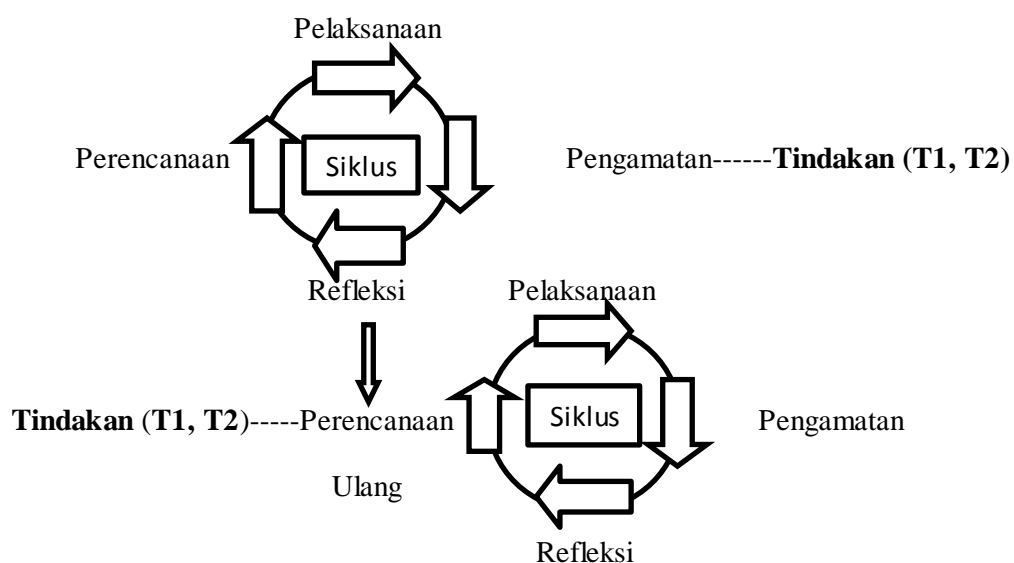 Pelaksanaan
Perencanaan
Siklus
Pengamatan------Tindakan (T1, T2)
Refleksi
Pelaksanaan
Tindakan (T1, T2)-----Perencanaan
Siklus
Pengamatan
Ulang
Refleksi